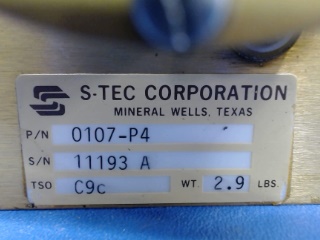 S-TEC CORPORATION
MINERAL WELLS, TEXAS
P/N 0107-P4
S/N 11193 A
TSO C9c WT 2.9 LBS.